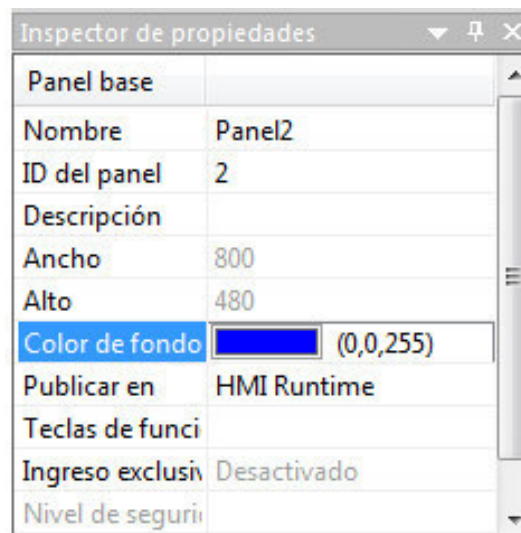 Inspector de propiedades
Panel base
Nombre Panel2
ID del panel 2
Descripción
Ancho 800
Alto 480
Color de fondo (0,0,255)
Publicar en HMI Runtime
Teclas de funci
Ingreso exclusiv Desactivado
Nivel de seguri